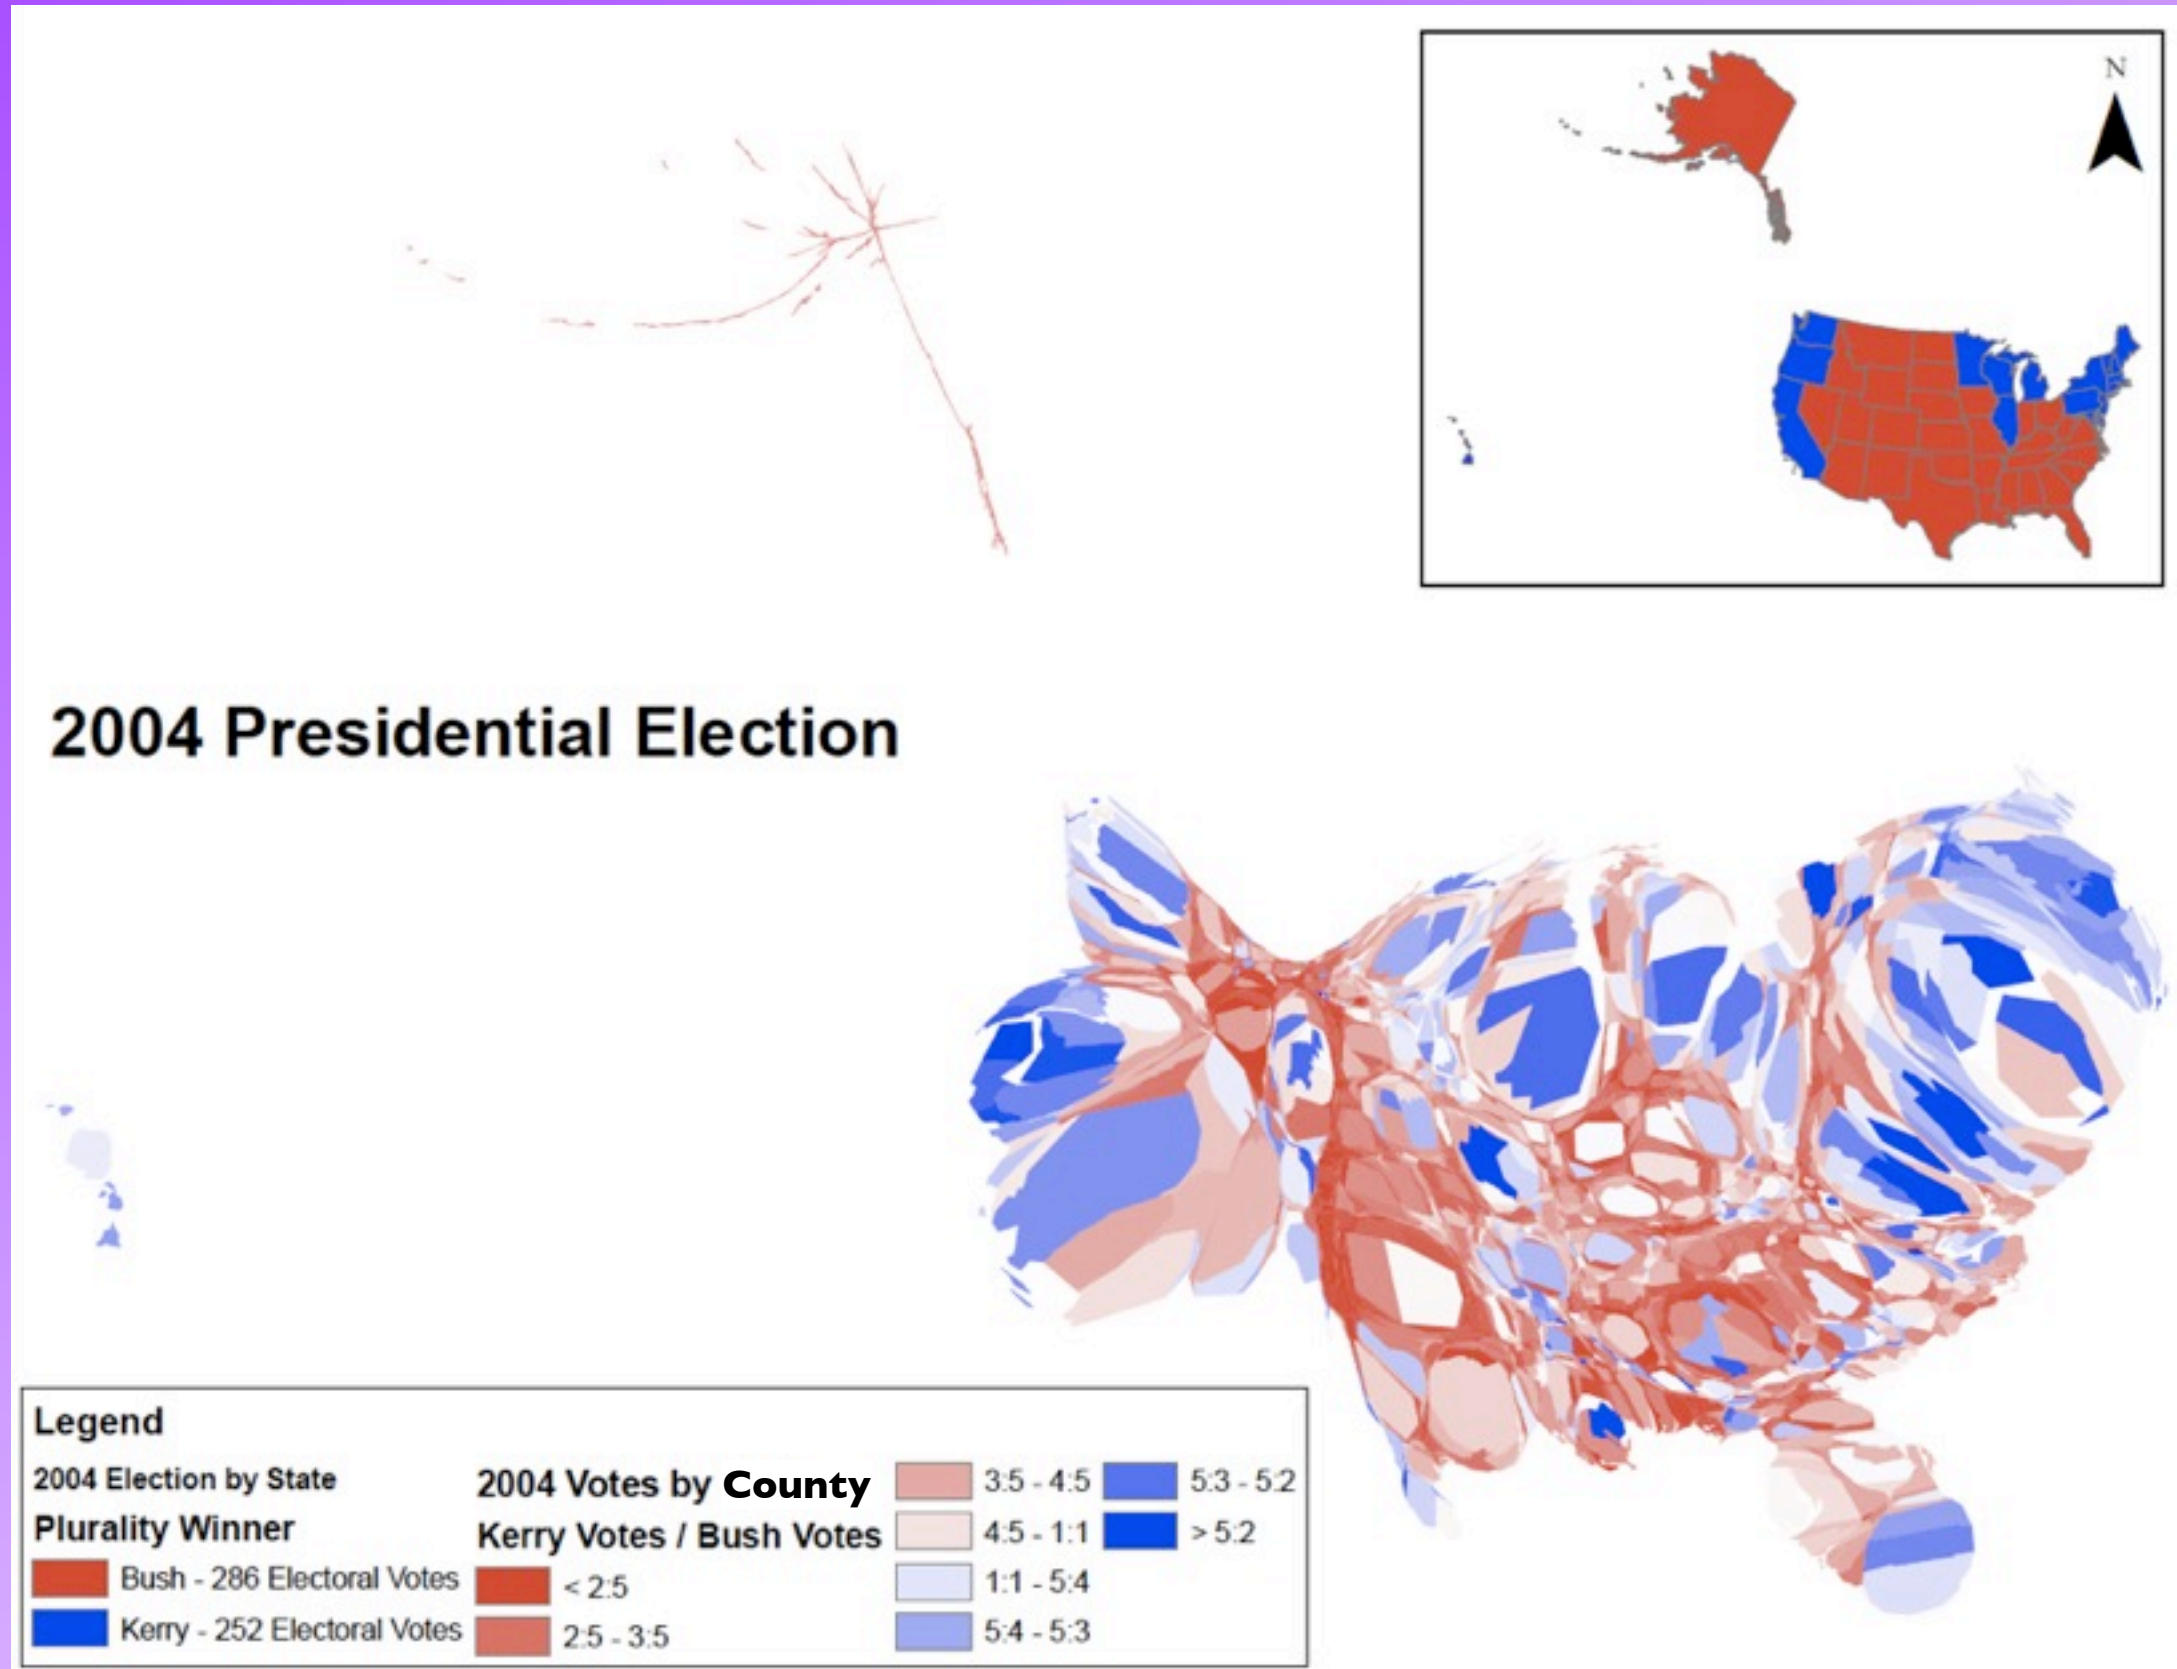 N
2004 Presidential Election
Legend
2004 Election by State
Plurality Winner
Bush - 286 Electoral Votes
Kerry - 252 Electoral Votes
2004 Votes by County
Kerry Votes / Bush Votes
< 2:5
2:5 - 3:5
3:5 - 4:5
4:5 - 1:1
1:1 - 5:4
5:4 - 5:3
5:3 - 5:2
> 5:2